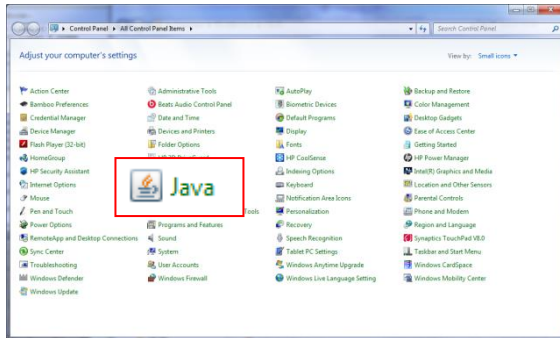 Control Panel ▸ All Control Panel Items ▸
Search Control Panel
Adjust your computer's settings
View by: Small icons
Action Center
Administrative Tools
AutoPlay
Backup and Restore
Bamboo Preferences
Beats Audio Control Panel
Biometric Devices
Color Management
Credential Manager
Date and Time
Default Programs
Desktop Gadgets
Device Manager
Devices and Printers
Display
Ease of Access Center
Flash Player (32-bit)
Folder Options
Fonts
Getting Started
HomeGroup
HP CoolSense
HP Power Manager
HP Security Assistant
Indexing Options
Intel(R) Graphics and Media
Internet Options
Java
Keyboard
Location and Other Sensors
Mouse
Notification Area Icons
Parental Controls
Pen and Touch
Tools
Personalization
Phone and Modem
Power Options
Programs and Features
Recovery
Region and Language
RemoteApp and Desktop Connections
Sound
Speech Recognition
Synaptics TouchPad V8.0
Sync Center
System
Tablet PC Settings
Taskbar and Start Menu
Troubleshooting
User Accounts
Windows Anytime Upgrade
Windows CardSpace
Windows Defender
Windows Firewall
Windows Live Language Setting
Windows Mobility Center
Windows Update